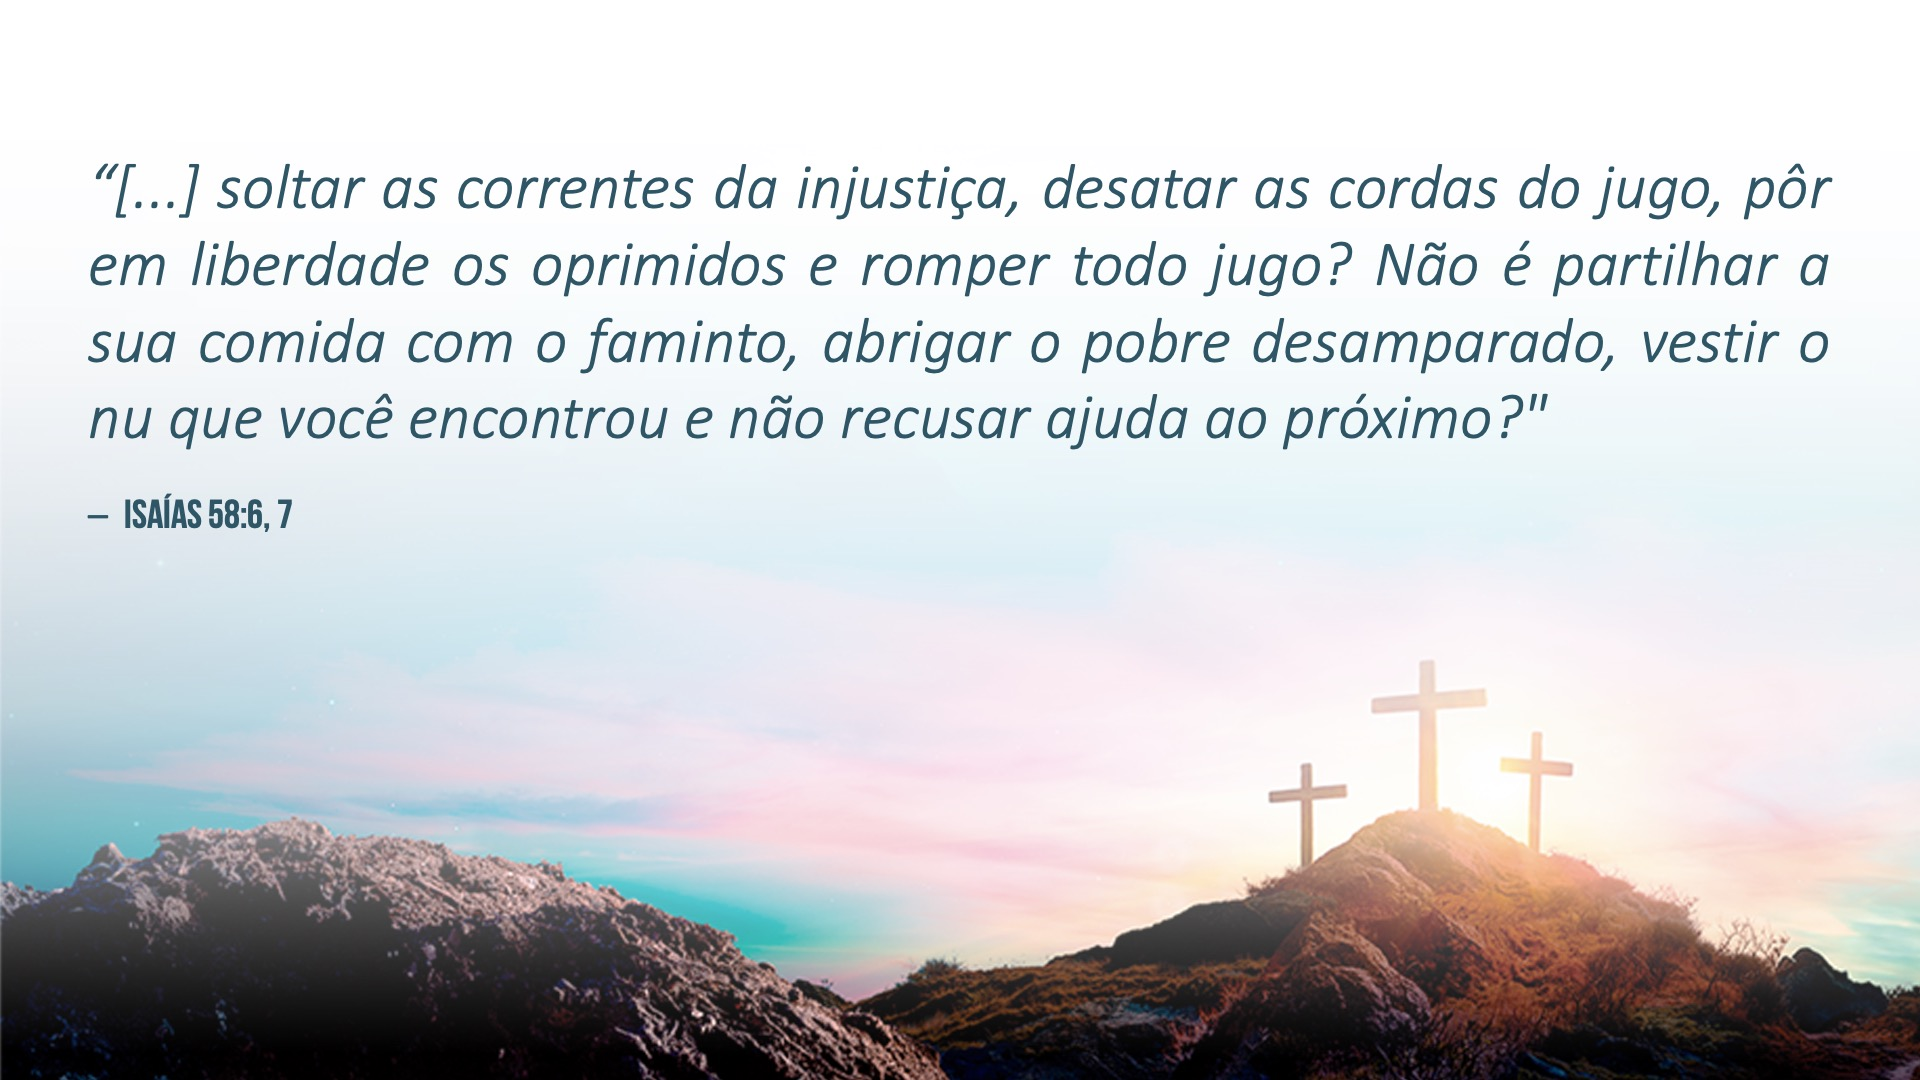 “[...] soltar as correntes da injustiça, desatar as cordas do jugo, pôr
em liberdade os oprimidos e romper todo jugo? Não é partilhar a
sua comida com o faminto, abrigar o pobre desamparado, vestir o
nu que você encontrou e não recusar ajuda ao próximo?"
– ISAÍAS 58:6, 7